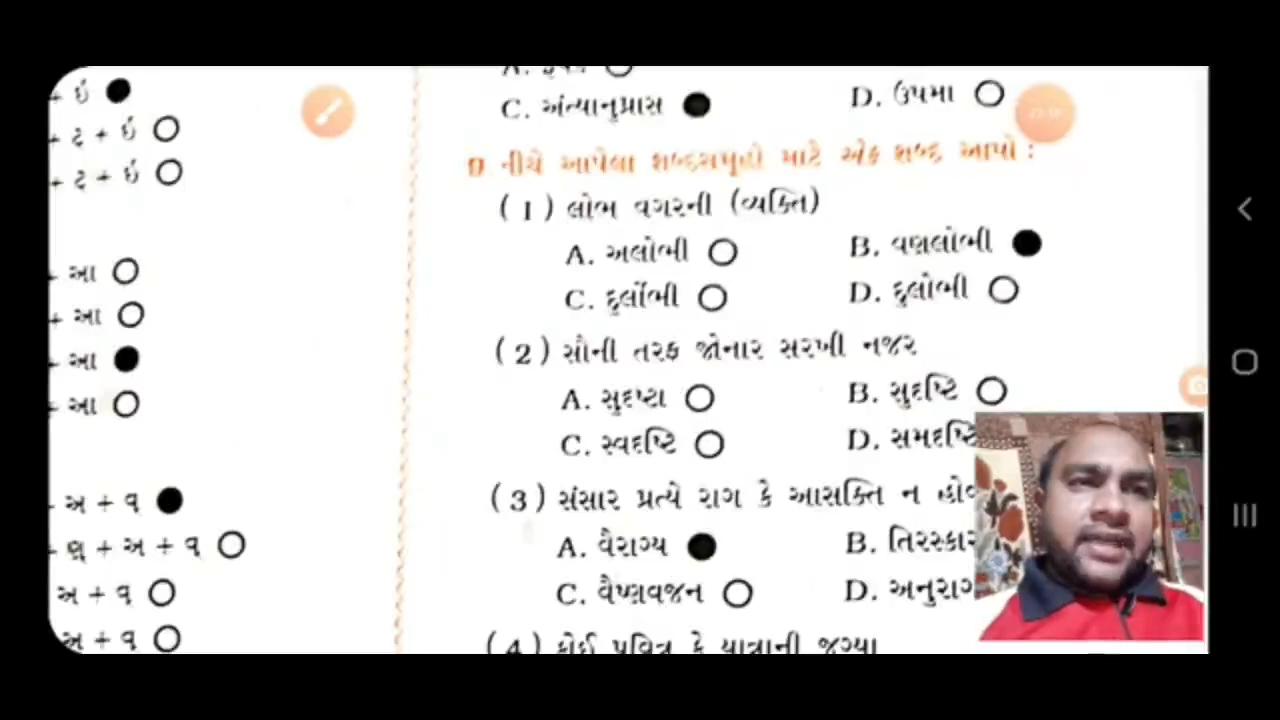 + ઇ
+ ટ + ઇ
+ ટ + ઇ
+ આ
+ આ
+ આ
+ આ
+ અ + વ
+ ણ + અ + વ
અ + વ
અ + વ
C. અંત્યાનુપ્રાસ
D. ઉપમા
D નીચે આપેલા શબ્દસમૂહો માટે એક શબ્દ આપો :
( 1 ) લોભ વગરની (વ્યક્તિ)
A. અલોભી
B. વણલોભી
C. દુર્લોભી
D. દુલોભી
( 2 ) સૌની તરફ જોનાર સરખી નજર
A. સુદૃષ્ટા
B. સુદૃષ્ટિ
C. સ્વદૃષ્ટિ
D. સમદૃષ્ટિ
( 3 ) સંસાર પ્રત્યે રાગ કે આસક્તિ ન
A. વૈરાગ્ય
B. તિરસ્કાર
C. વૈષ્ણવજન
D. અનુરાગ
( 4 ) કોઈ પવિત્ર કે યાત્રાની જગ્યા